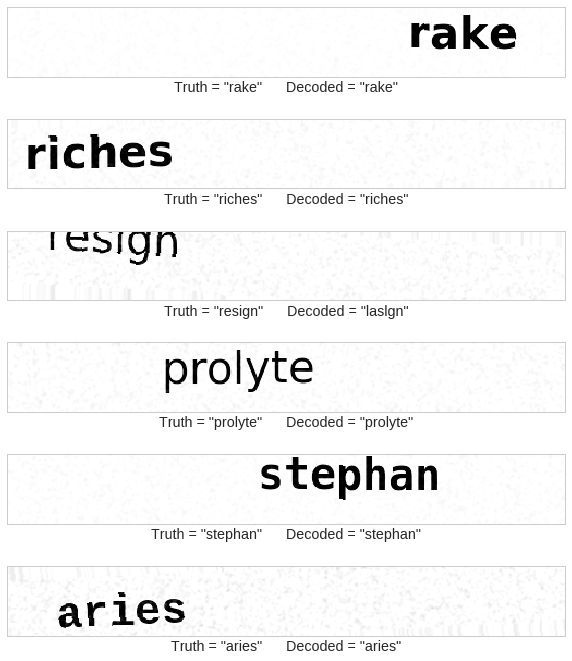 rake
Truth = "rake" Decoded = "rake"
riches
Truth = "riches" Decoded = "riches"
resign
Truth = "resign" Decoded = "laslgn"
prolyte
Truth = "prolyte" Decoded = "prolyte"
stephan
Truth = "stephan" Decoded = "stephan"
aries
Truth = "aries" Decoded = "aries"